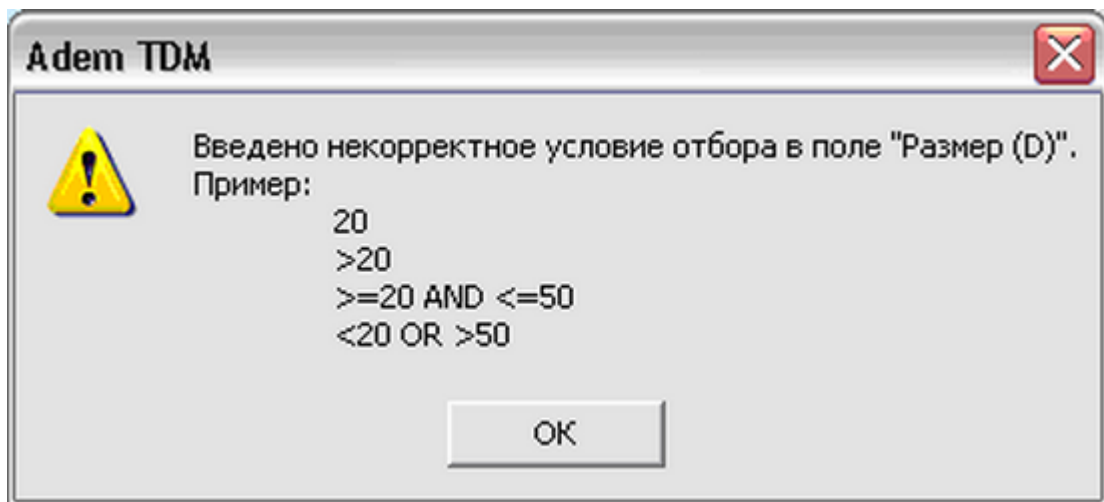 Adem TDM
Введено некорректное условие отбора в поле "Размер (D)".
Пример:
20
>20
>=20 AND <=50
<20 OR >50
OK